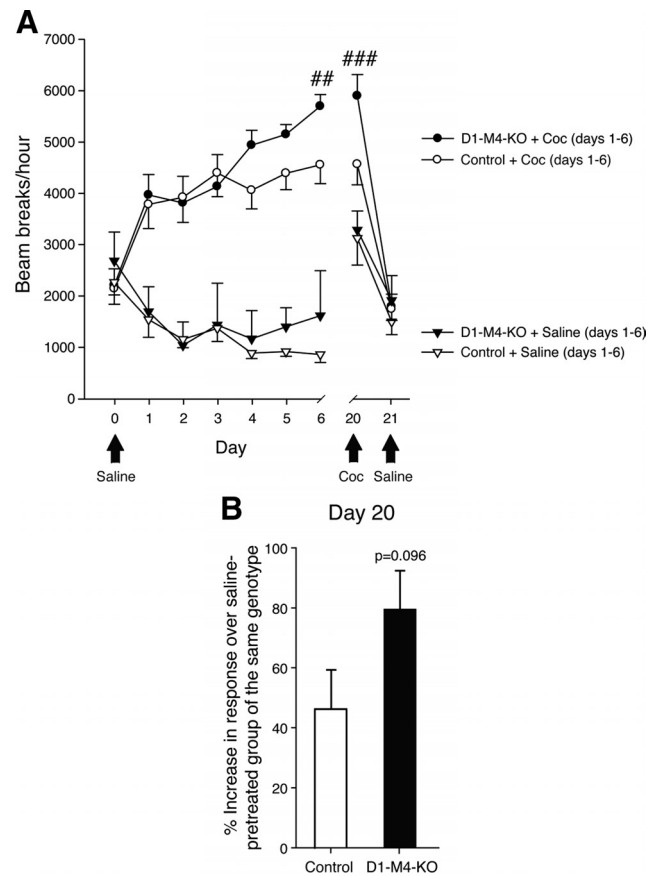 A
7000
6000
5000
4000
3000
2000
1000
0
Beam breaks/hour
##
###
D1-M4-KO + Coc (days 1-6)
Control + Coc (days 1-6)
D1-M4-KO + Saline (days 1-6)
Control + Saline (days 1-6)
0 1 2 3 4 5 6 20 21
Day
Saline Coc Saline
B
Day 20
% Increase in response over saline-
pretreated group of the same genotype
100
80
60
40
20
0
p=0.096
Control D1-M4-KO